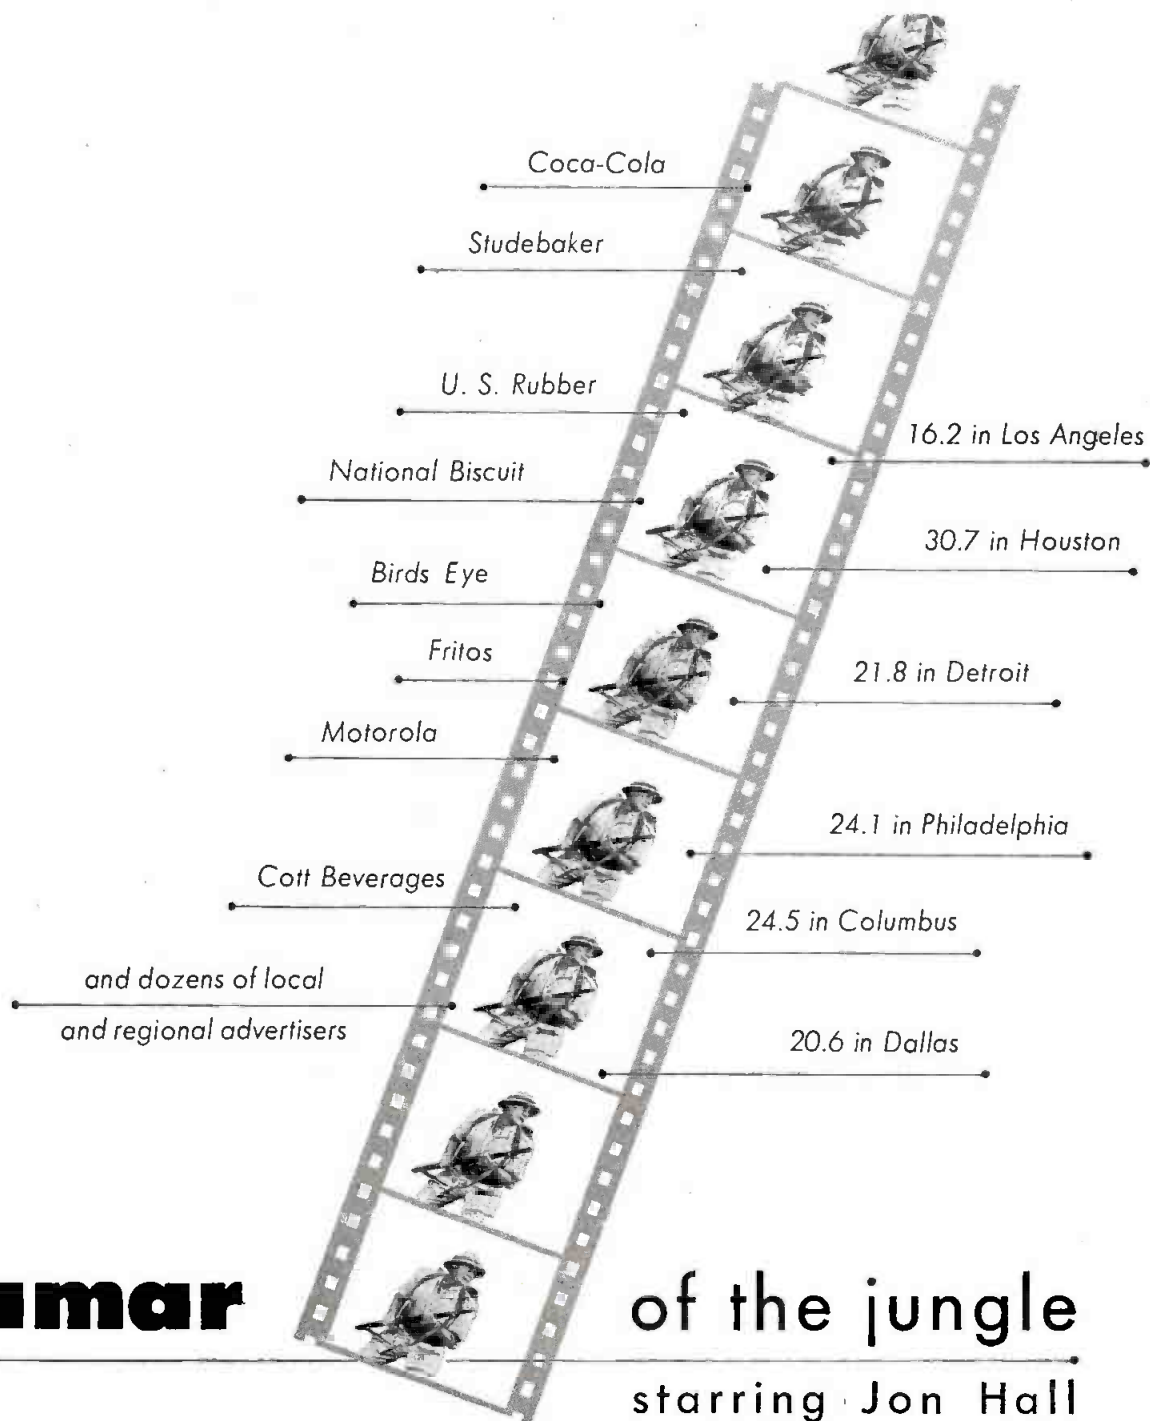 Coca-Cola
Studebaker
U. S. Rubber
National Biscuit
Birds Eye
Fritos
Motorola
Cott Beverages
and dozens of local
and regional advertisers
16.2 in Los Angeles
30.7 in Houston
21.8 in Detroit
24.1 in Philadelphia
24.5 in Columbus
20.6 in Dallas
amar of the jungle
starring Jon Hall